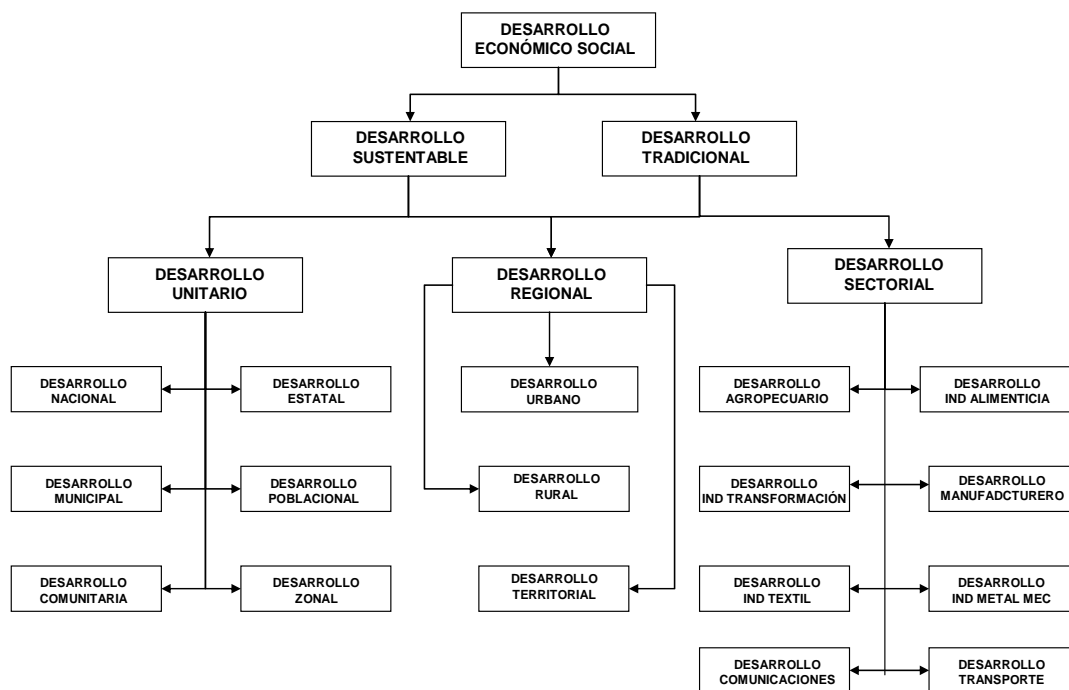 DESARROLLO
ECONÓMICO SOCIAL
DESARROLLO
SUSTENTABLE
DESARROLLO
TRADICIONAL
DESARROLLO
UNITARIO
DESARROLLO
REGIONAL
DESARROLLO
SECTORIAL
DESARROLLO
NACIONAL
DESARROLLO
ESTATAL
DESARROLLO
URBANO
DESARROLLO
AGROPECUARIO
DESARROLLO
IND ALIMENTICIA
DESARROLLO
MUNICIPAL
DESARROLLO
POBLACIONAL
DESARROLLO
RURAL
DESARROLLO
IND TRANSFORMACIÓN
DESARROLLO
MANUFADCTURERO
DESARROLLO
COMUNITARIA
DESARROLLO
ZONAL
DESARROLLO
TERRITORIAL
DESARROLLO
IND TEXTIL
DESARROLLO
IND METAL MEC
DESARROLLO
COMUNICACIONES
DESARROLLO
TRANSPORTE